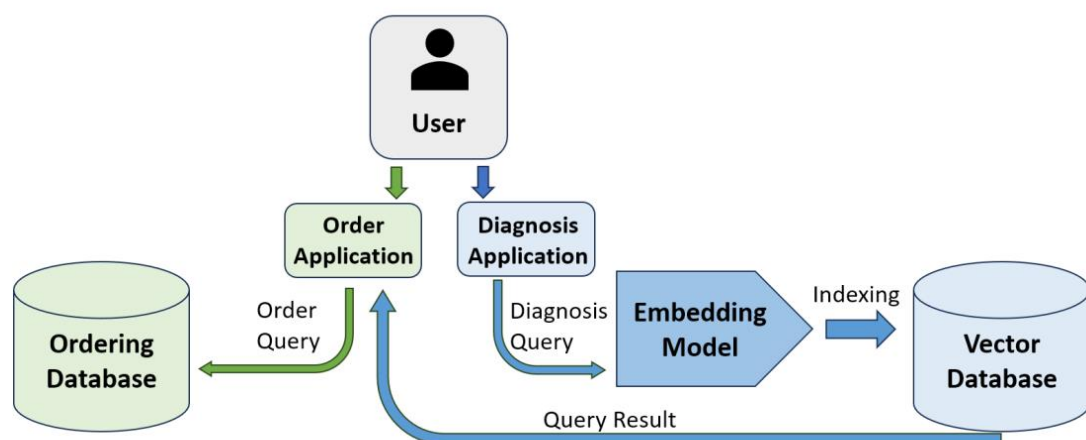 User
Order
Application
Diagnosis
Application
Ordering
Database
Order
Query
Diagnosis
Query
Embedding
Model
Indexing
Vector
Database
Query Result